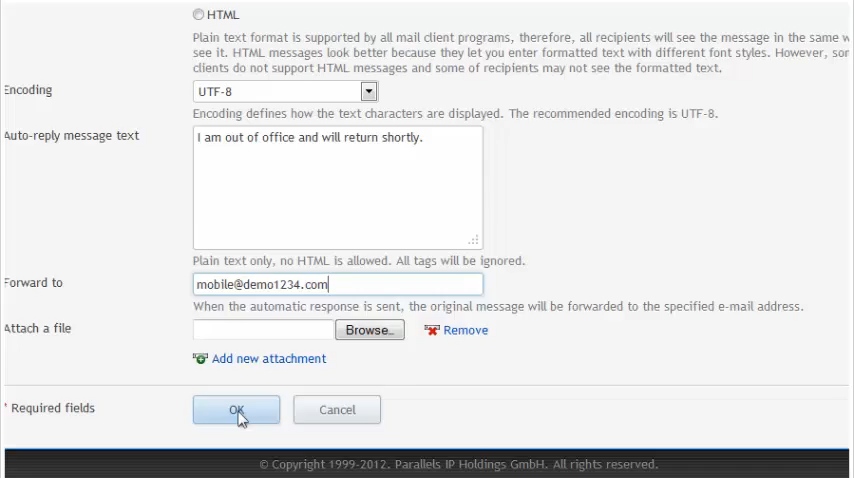 HTML
Plain text format is supported by all mail client programs, therefore, all recipients will see the message in the same w
see it. HTML messages look better because they let you enter formatted text with different font styles. However, son
clients do not support HTML messages and some of recipients may not see the formatted text.
Encoding
UTF-8
Encoding defines how the text characters are displayed. The recommended encoding is UTF-8.
Auto-reply message text
I am out of office and will return shortly.
Plain text only, no HTML is allowed. All tags will be ignored.
Forward to
mobile@demo1234.com
When the automatic response is sent, the original message will be forwarded to the specified e-mail address.
Attach a file
Browse..
Remove
Add new attachment
* Required fields
OK
Cancel
© Copyright 1999-2012. Parallels IP Holdings GmbH. All rights reserved.